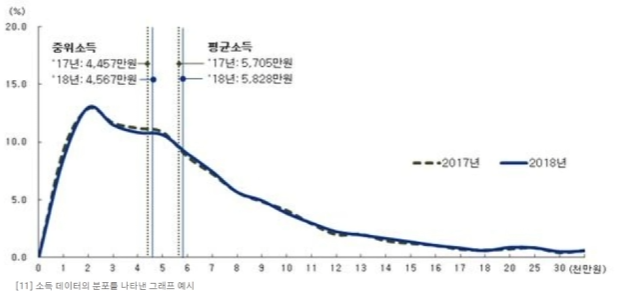 (%)
20.0
중위소득
'17년: 4,457만원
'18년: 4,567만원
평균소득
'17년: 5,705만원
'18년: 5,828만원
15.0
10.0
2017년
2018년
5.0
0.0
0 1 2 3 4 5 6 7 8 9 10 11 12 13 14 15 16 17 18 20 25 30 (천만원)
[11] 소득 데이터의 분포를 나타낸 그래프 예시